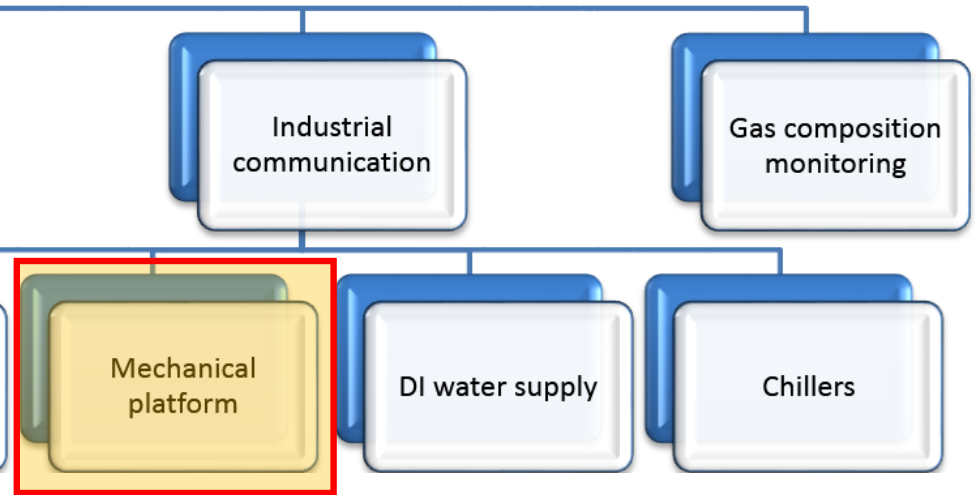 Industrial
communication
Gas composition
monitoring
Mechanical
platform
DI water supply
Chillers